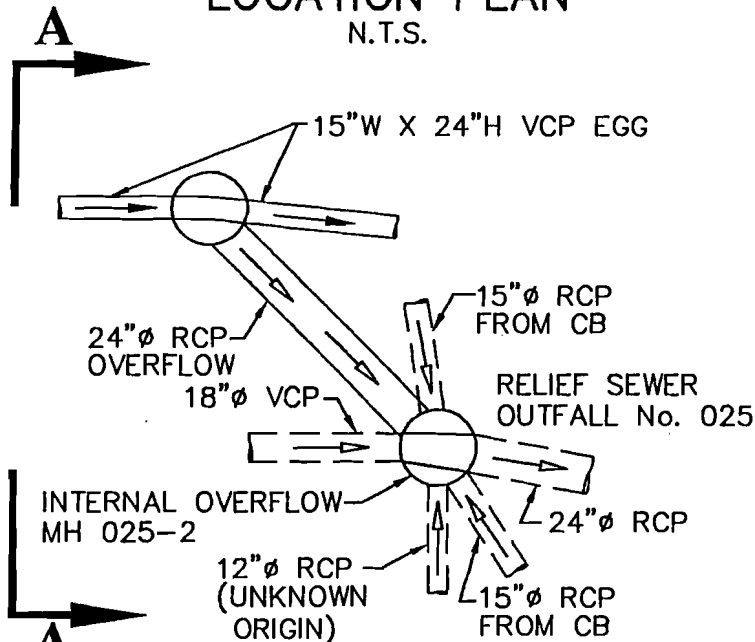 LOCATION PLAN
N.T.S.
A
15"W X 24"H VCP EGG
24"ø RCP
OVERFLOW
15"ø RCP
FROM CB
18"ø VCP
RELIEF SEWER
OUTFALL No. 025
INTERNAL OVERFLOW
MH 025-2
24"ø RCP
12"ø RCP
(UNKNOWN
ORIGIN)
15"ø RCP
FROM CB
A